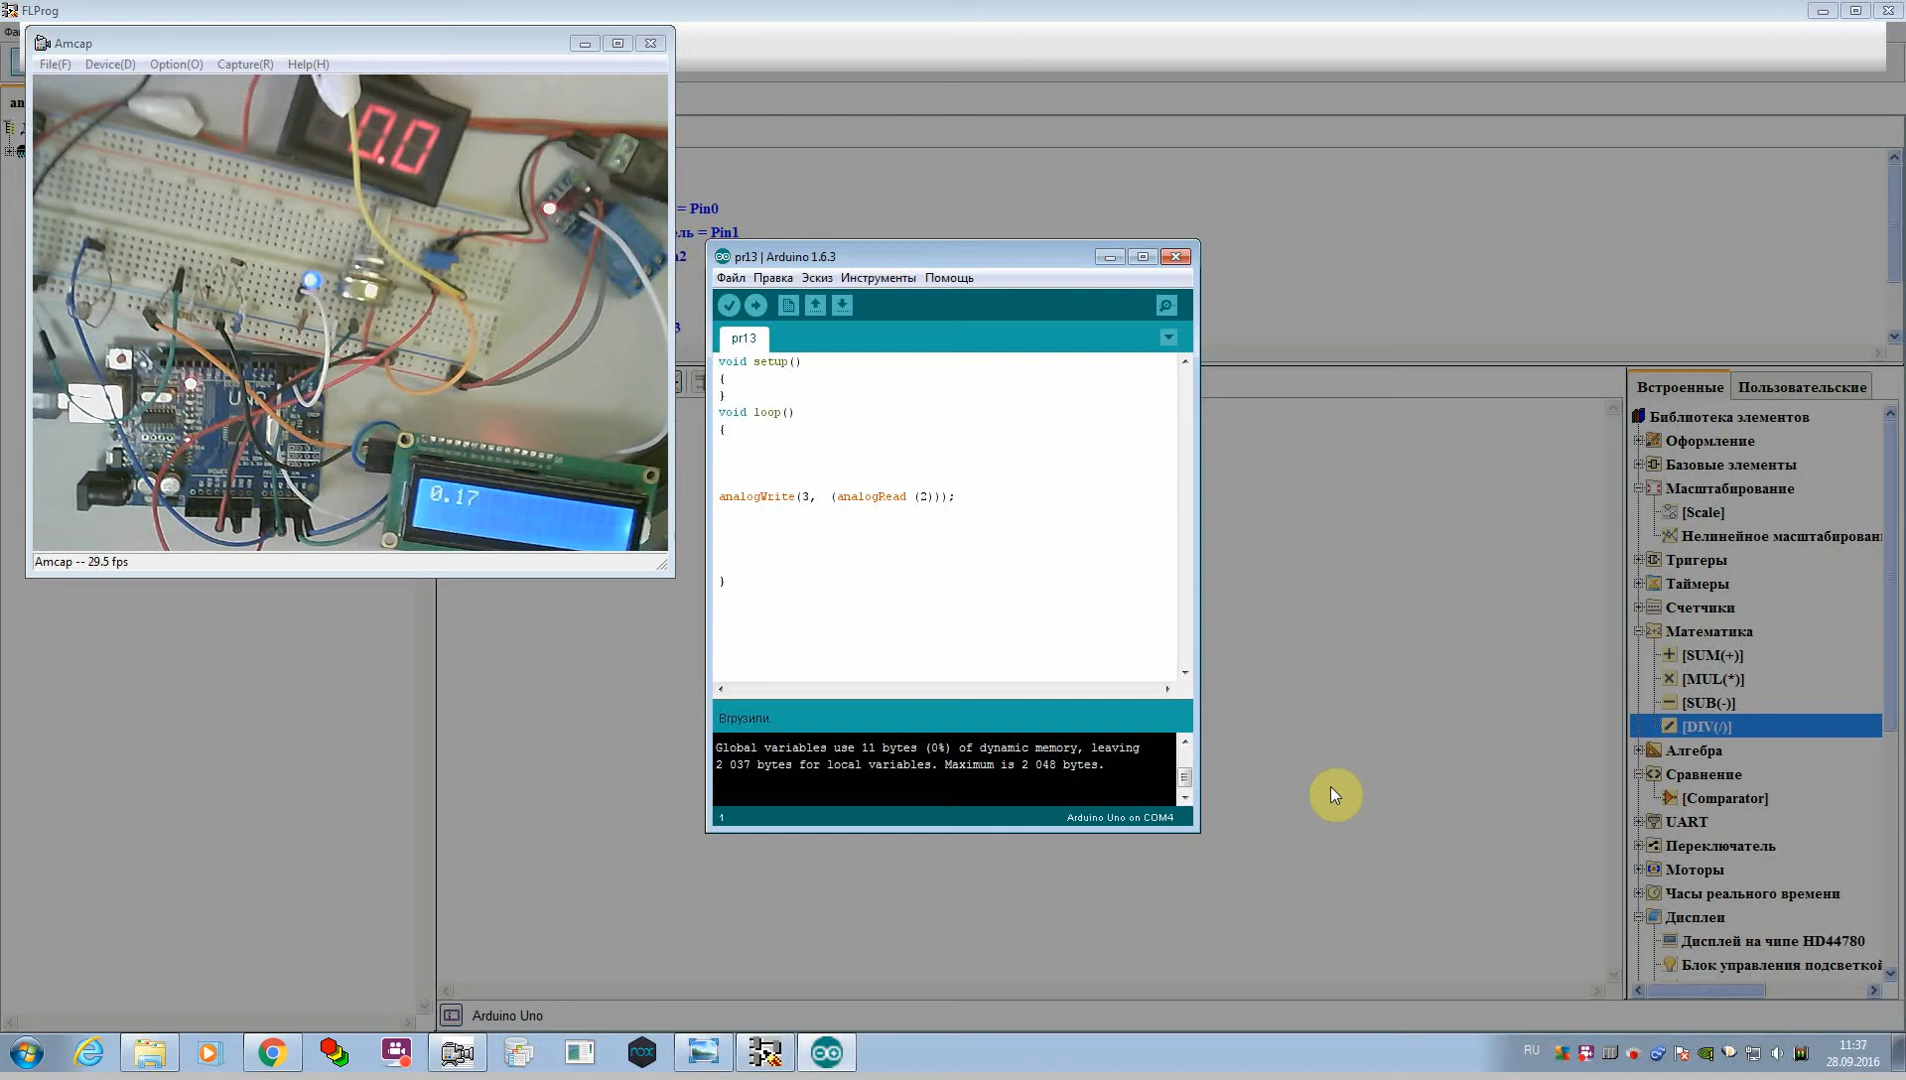 FLProg
Фа
Amcap
File(F) Device(D) Option(O) Capture(R) Help(H)
an
0.0
0.17
Amcap -- 29.5 fps
= Pin0
ель = Pin1
n2
3
pr13 | Arduino 1.6.3
Файл Правка Эскиз Инструменты Помощь
pr13
void setup()
{
}
void loop()
{
analogWrite(3, (analogRead (2)));
}
Вгрузили.
Global variables use 11 bytes (0%) of dynamic memory, leaving
2 037 bytes for local variables. Maximum is 2 048 bytes.
1 Arduino Uno on COM4
Встроенные Пользовательские
Библиотека элементов
Оформление
Базовые элементы
Масштабирование
[Scale]
Нелинейное масштабирован
Тригеры
Таймеры
Счетчики
Математика
[SUM(+)]
[MUL(*)]
[SUB(-)]
[DIV(/)]
Алгебра
Сравнение
[Comparator]
UART
Переключатель
Моторы
Часы реального времени
Дисплеи
Дисплей на чипе HD44780
Блок управления подсветкой
Arduino Uno
nox
RU
11:37
28.09.2016